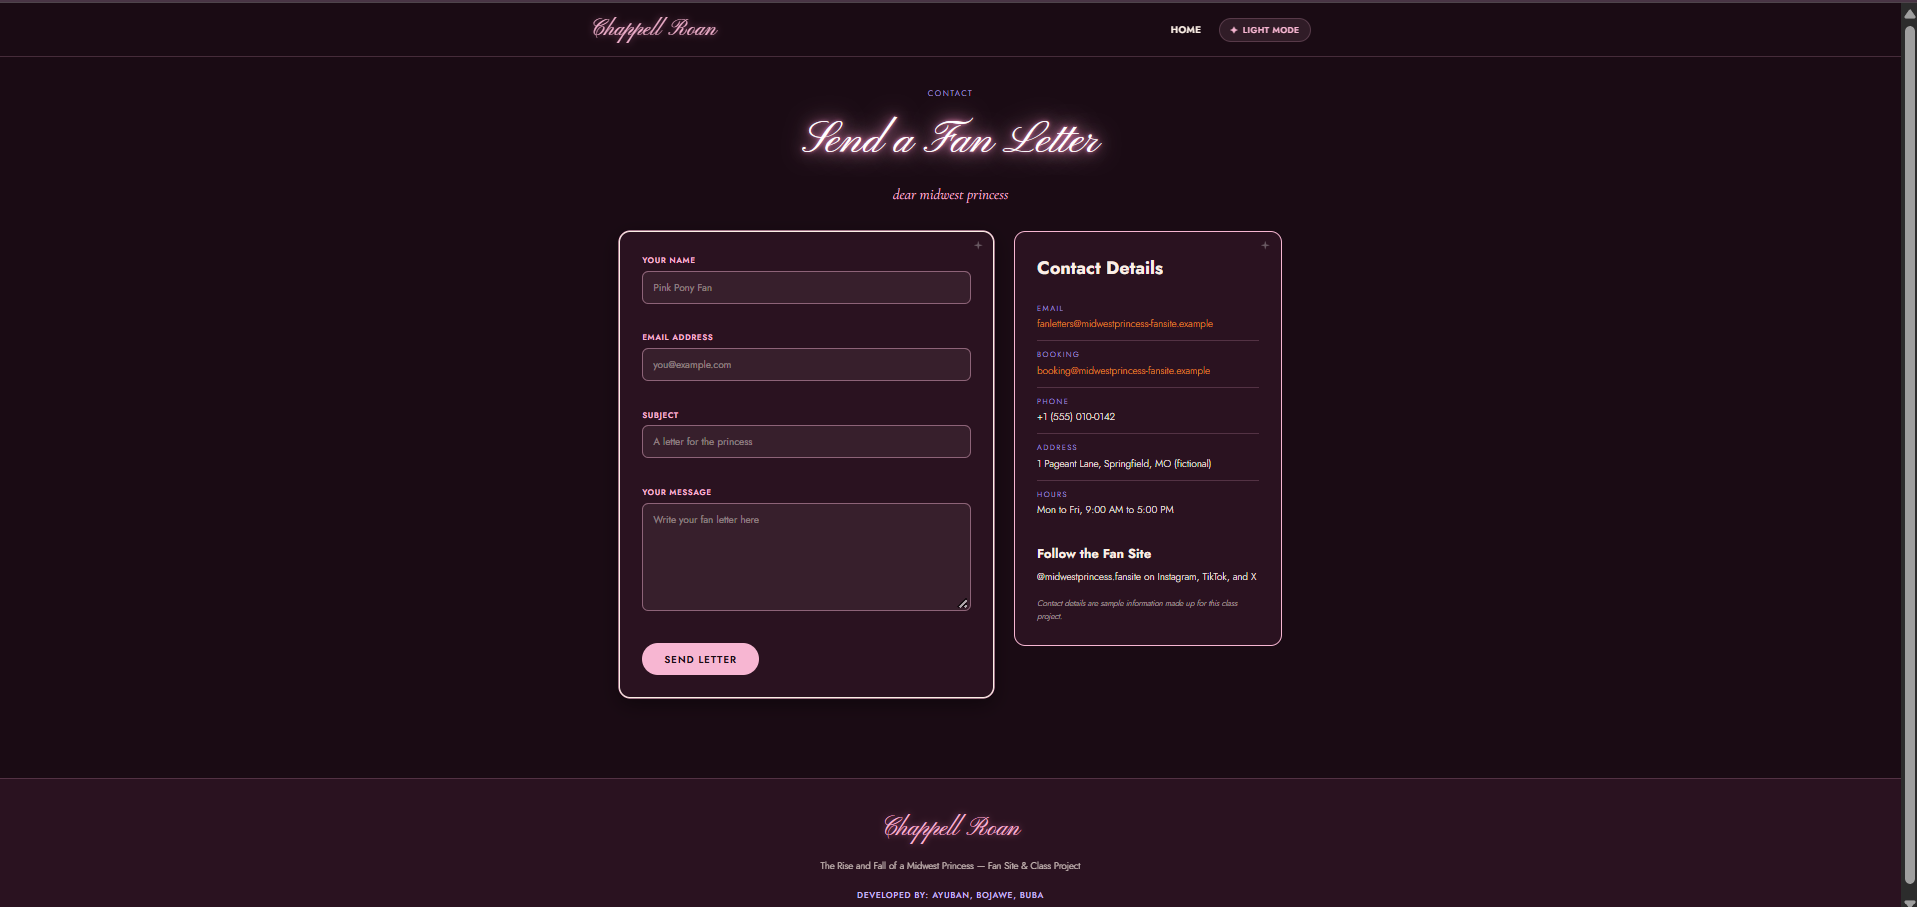 Chappell Roan
HOME
✦ LIGHT MODE
CONTACT
Send a Fan Letter
dear midwest princess
YOUR NAME
Pink Pony Fan
EMAIL ADDRESS
you@example.com
SUBJECT
A letter for the princess
YOUR MESSAGE
Write your fan letter here
SEND LETTER
Contact Details
EMAIL
fanletters@midwestprincess-fansite.example
BOOKING
booking@midwestprincess-fansite.example
PHONE
+1 (555) 010-0142
ADDRESS
1 Pageant Lane, Springfield, MO (fictional)
HOURS
Mon to Fri, 9:00 AM to 5:00 PM
Follow the Fan Site
@midwestprincess.fansite on Instagram, TikTok, and X
Contact details are sample information made up for this class
project.
Chappell Roan
The Rise and Fall of a Midwest Princess — Fan Site & Class Project
DEVELOPED BY: AYUBAN, BOJAWE, BUBA